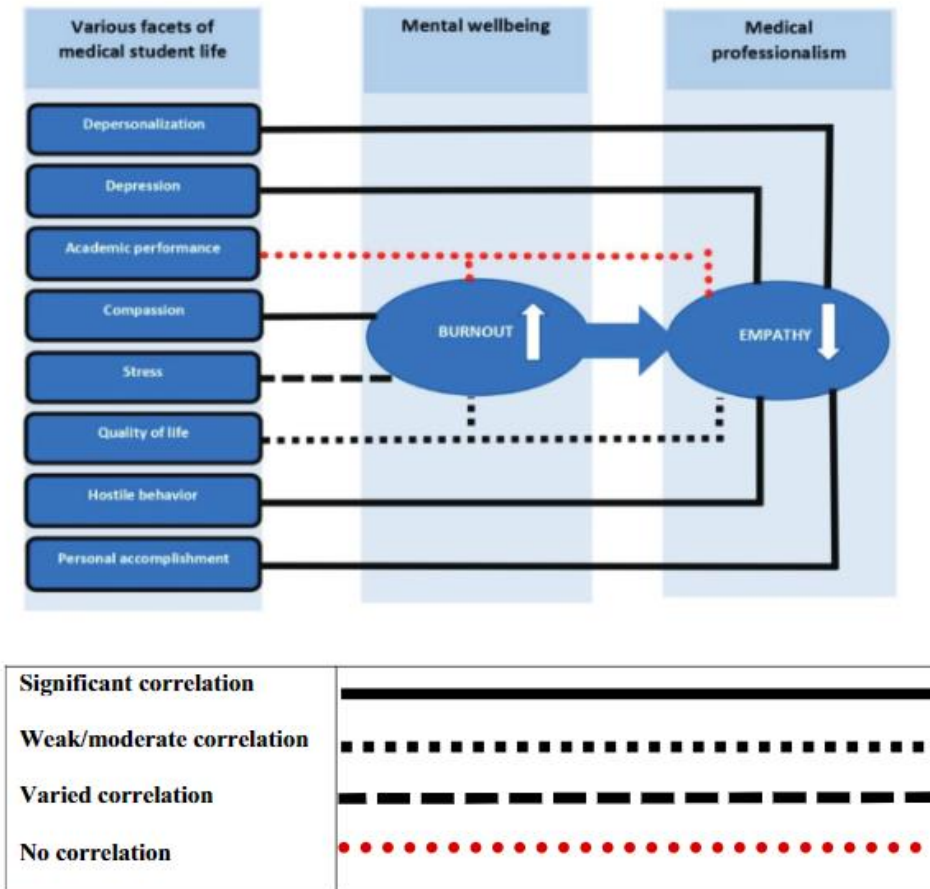 Various facets of
medical student life
Mental wellbeing
Medical
professionalism
Depersonalization
Depression
Academic performance
Compassion
Stress
Quality of life
Hostile behavior
Personal accomplishment
BURNOUT
EMPATHY
Significant correlation
Weak/moderate correlation
Varied correlation
No correlation